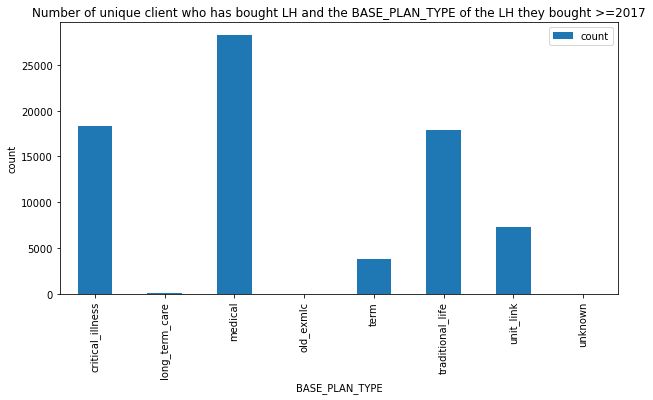 Number of unique client who has bought LH and the BASE_PLAN_TYPE of the LH they bought >=2017
count
25000
20000
15000
10000
5000
0
count
critical_illness
long_term_care
medical
old_exmlc
term
traditional_life
unit_link
unknown
BASE_PLAN_TYPE